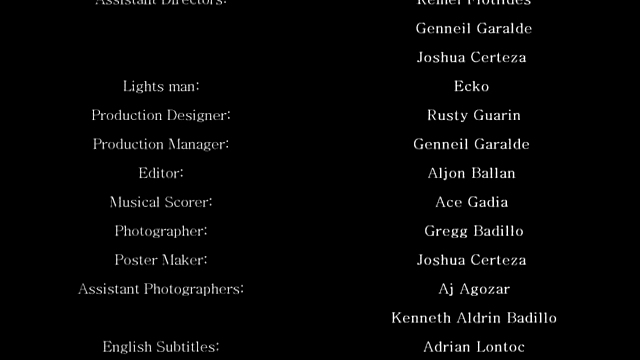 Assistant Directors:
Genneil Garalde
Joshua Certeza
Lights man: Ecko
Production Designer: Rusty Guarin
Production Manager: Genneil Garalde
Editor: Aljon Ballan
Musical Scorer: Ace Gadia
Photographer: Gregg Badillo
Poster Maker: Joshua Certeza
Assistant Photographers: Aj Agozar
Kenneth Aldrin Badillo
English Subtitles: Adrian Lontoc